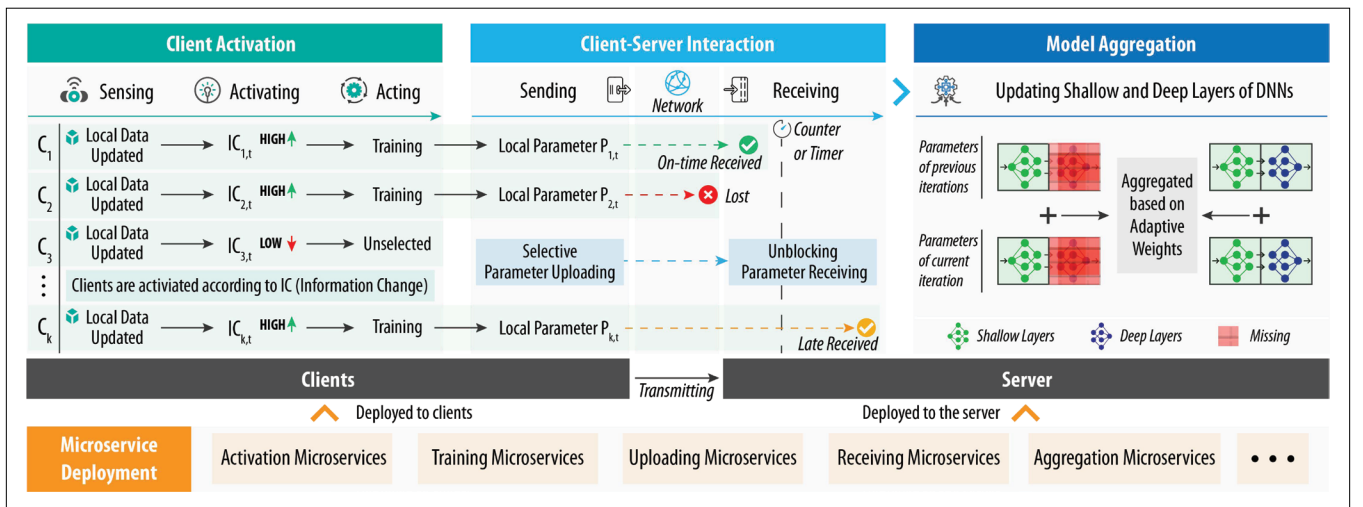 Client Activation
Client-Server Interaction
Model Aggregation
Sensing
Activating
Acting
Sending
Network
Receiving
Updating Shallow and Deep Layers of DNNs
C1
Local Data
Updated
IC1,t
HIGH
Training
Local Parameter P1,t
On-time Received
Counter
or Timer
C2
Local Data
Updated
IC2,t
HIGH
Training
Local Parameter P2,t
Lost
C3
Local Data
Updated
IC3,t
LOW
Unselected
Selective
Parameter Uploading
Unblocking
Parameter Receiving
Clients are activiated according to IC (Information Change)
Ck
Local Data
Updated
ICk,t
HIGH
Training
Local Parameter Pk,t
Late Received
Parameters
of previous
iterations
Aggregated
based on
Adaptive
Weights
Parameters
of current
iteration
Shallow Layers
Deep Layers
Missing
Clients
Transmitting
Server
Deployed to clients
Deployed to the server
Microservice
Deployment
Activation Microservices
Training Microservices
Uploading Microservices
Receiving Microservices
Aggregation Microservices